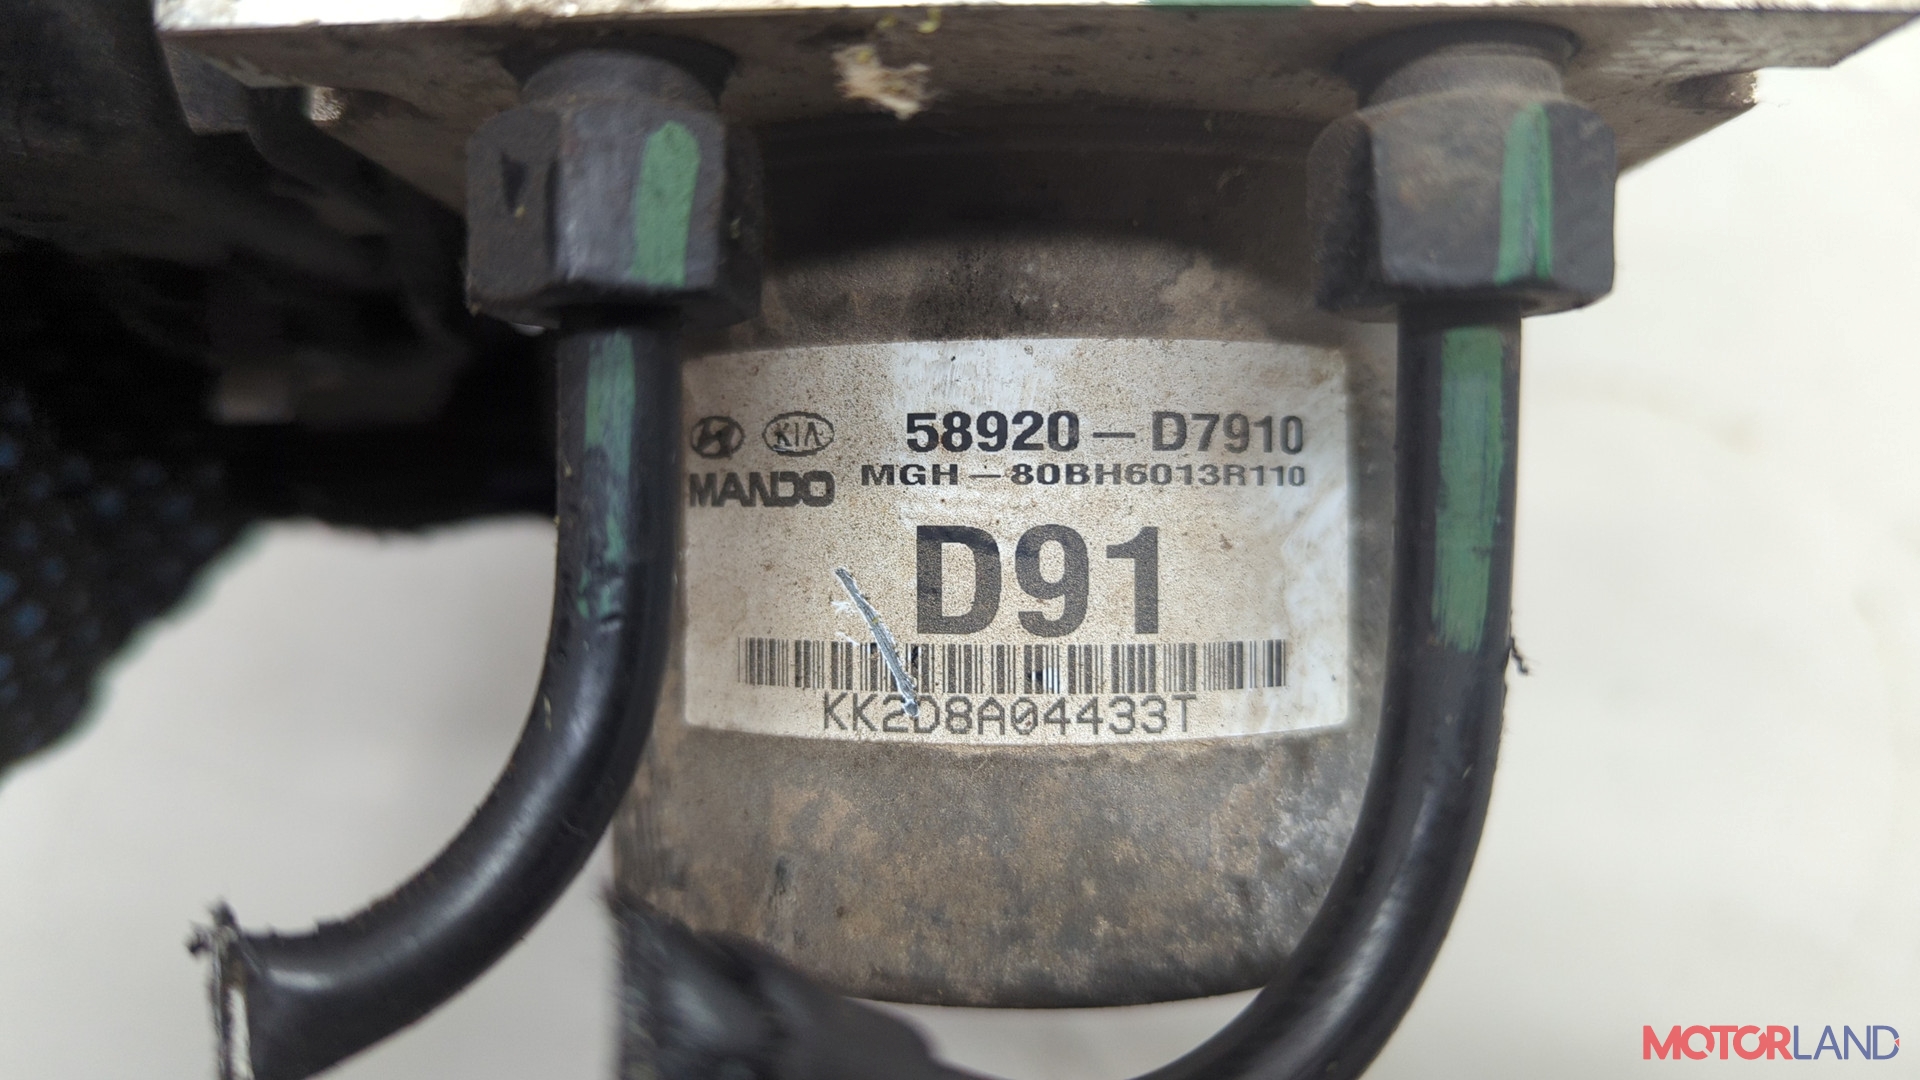 KIA 58920-D7910
MANDO MGH-80BH6013R110
D91
KK2D8A04433T
MOTORLAND